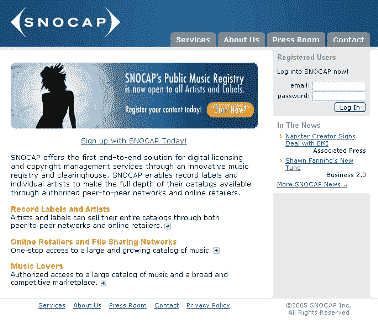 SNOCAP
Services About Us Press Room Contact
SNOCAP's Public Music Registry
is now open to all Artists and Labels.
Register your content today!
Join Now!
Sign up with SNOCAP Today!
SNOCAP offers the first end-to-end solution for digital licensing
and copyright management services through an innovative music
registry and clearinghouse. SNOCAP enables record labels and
individual artists to make the full depth of their catalogs available
through authorized peer-to-peer networks and online retailers.
Record Labels and Artists
Artists and labels can sell their entire catalogs through both
peer-to-peer networks and online retailers.
Online Retailers and File Sharing Networks
One-stop access to a large and growing catalog of music.
Music Lovers
Authorized access to a large catalog of music and a broad and
competitive marketplace.
Registered Users
Log into SNOCAP now!
email:
password:
Log In
In The News
Napster Creator Signs
Deal with EMI
Associated Press
Shawn Fanning's New
Tune
Business 2.0
More SNOCAP News...
Services About Us Press Room Contact Privacy Policy
©2005 SNOCAP Inc.
All Rights Reserved